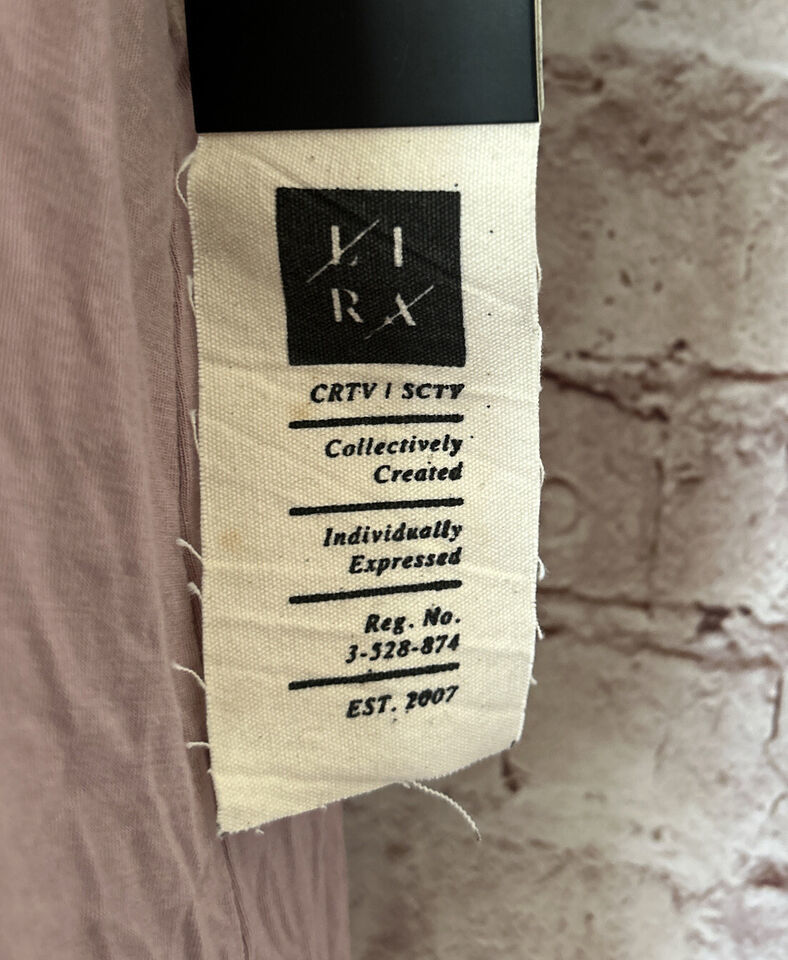 LI
RA
CRTV | SCTY
Collectively
Created
Individually
Expressed
Reg. No.
3-528-874
EST. 2007